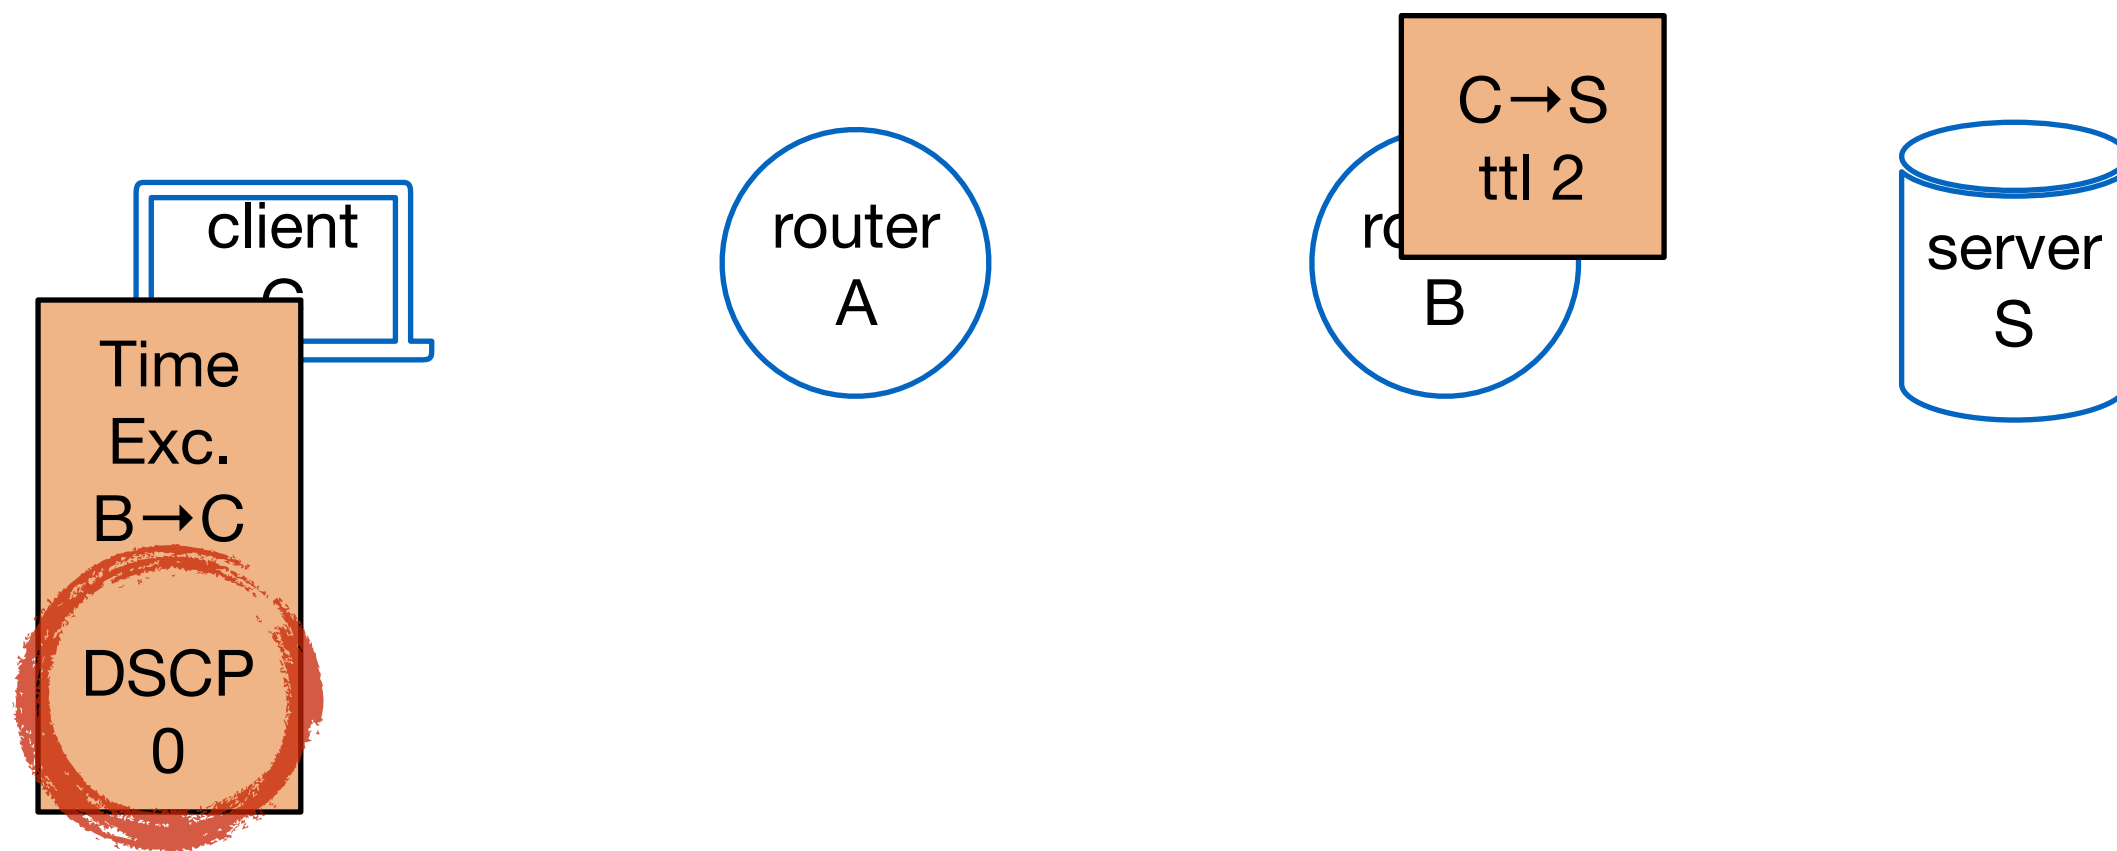 client
Time
Exc.
B→C
DSCP
0
router
A
C→S
ttl 2
B
server
S